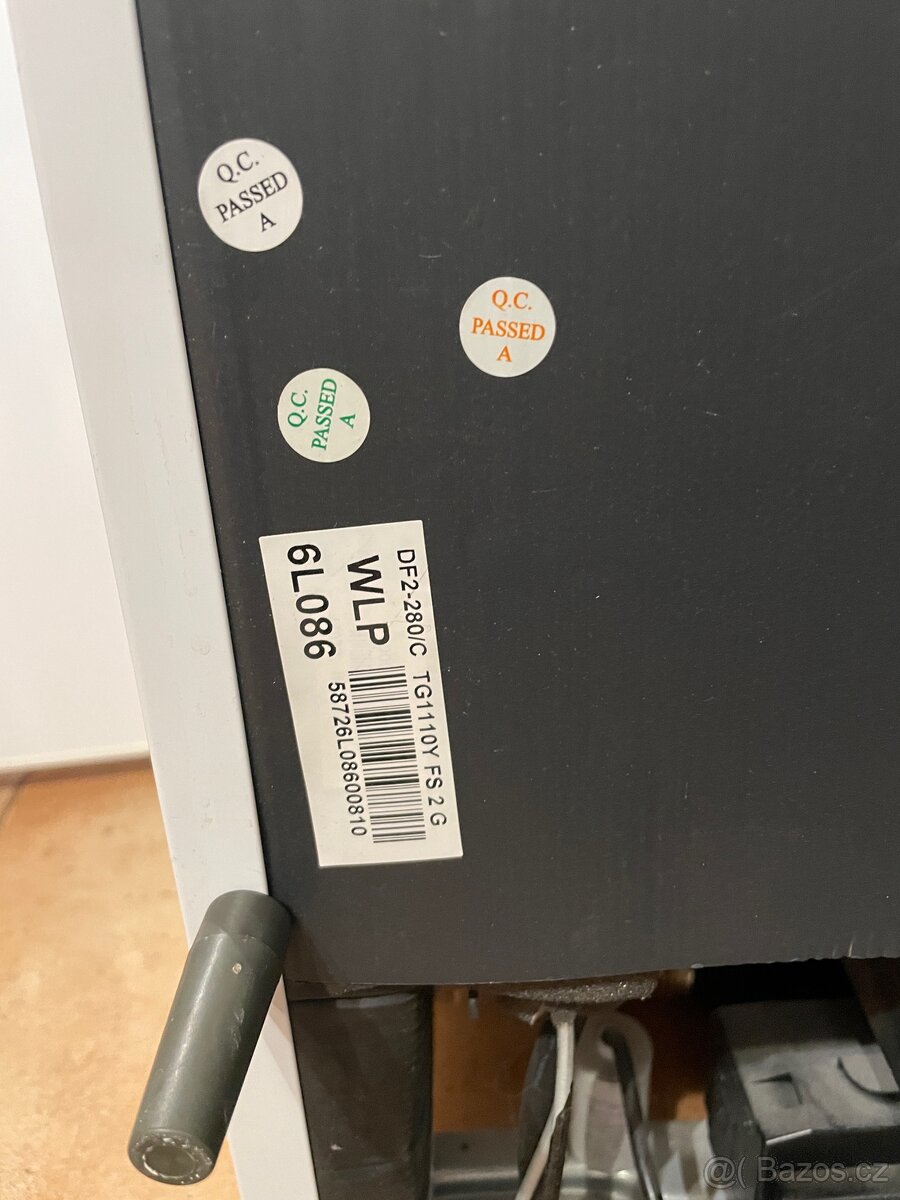 Q.C.
PASSED
A
Q.C.
PASSED
A
Q.C.
PASSED
A
DF2-280/C TG1110Y FS 2 G
WLP
6L086
58726L08600810
@( Bazos.cz